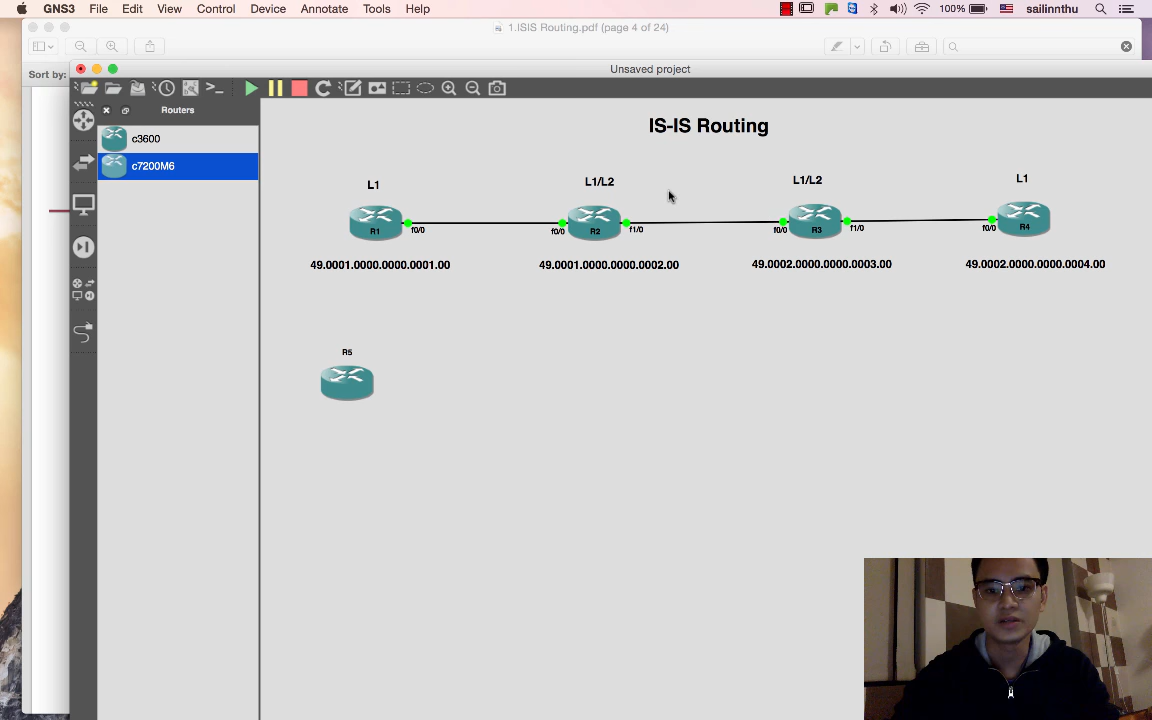 GNS3 File Edit View Control Device Annotate Tools Help 100% sailinnthu
1.ISIS Routing.pdf (page 4 of 24)
Sort by:
Unsaved project
Routers
c3600
c7200M6
IS-IS Routing
L1 L1/L2 L1/L2 L1
R1 f0/0 f0/0 R2 f1/0 f0/0 R3 f1/0 f0/0 R4
49.0001.0000.0000.0001.00 49.0001.0000.0000.0002.00 49.0002.0000.0000.0003.00 49.0002.0000.0000.0004.00
R5